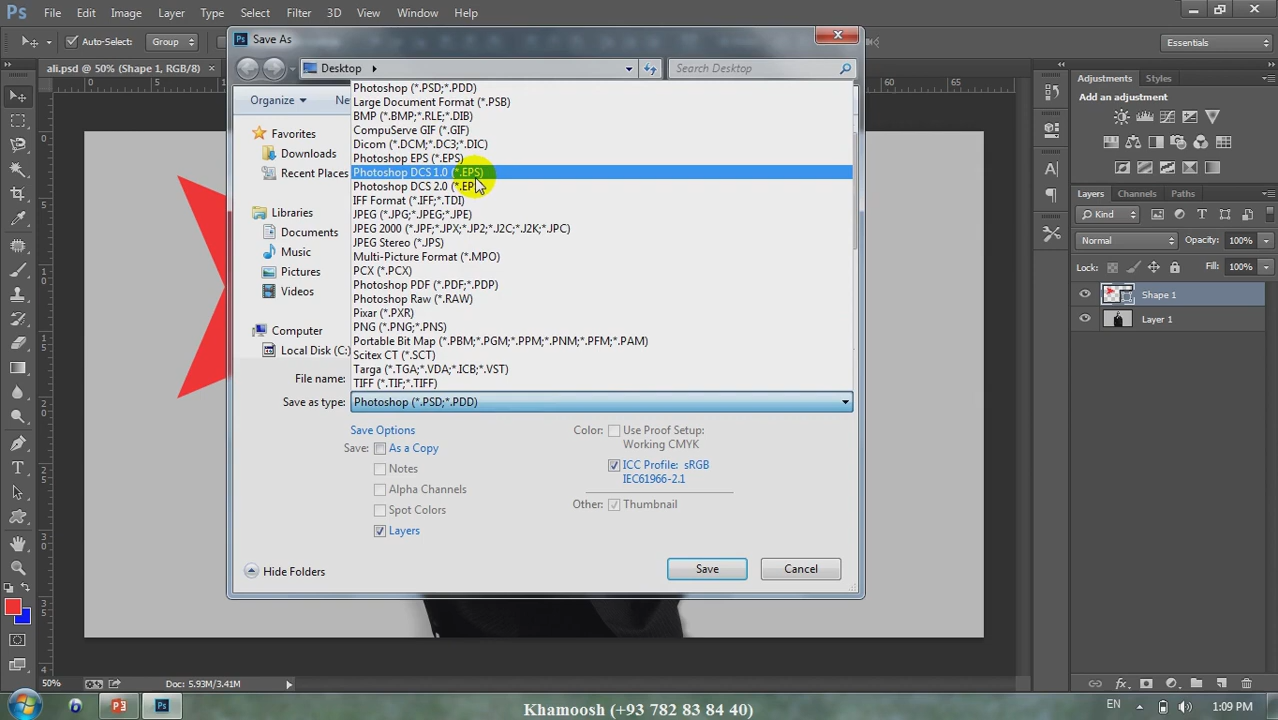 Ps File Edit Image Layer Type Select Filter 3D View Window Help
Auto-Select: Group Essentials
ali.psd @ 50% (Shape 1, RGB/8) ×
Save As
Desktop
Search Desktop
Organize
Favorites
Downloads
Recent Places
Libraries
Documents
Music
Pictures
Videos
Computer
Local Disk (C:)
Photoshop (*.PSD;*.PDD)
Large Document Format (*.PSB)
BMP (*.BMP;*.RLE;*.DIB)
CompuServe GIF (*.GIF)
Dicom (*.DCM;*.DC3;*.DIC)
Photoshop EPS (*.EPS)
Photoshop DCS 1.0 (*.EPS)
Photoshop DCS 2.0 (*.EP
IFF Format (*.IFF;*.TDI)
JPEG (*.JPG;*.JPEG;*.JPE)
JPEG 2000 (*.JPF;*.JPX;*.JP2;*.J2C;*.J2K;*.JPC)
JPEG Stereo (*.JPS)
Multi-Picture Format (*.MPO)
PCX (*.PCX)
Photoshop PDF (*.PDF;*.PDP)
Photoshop Raw (*.RAW)
Pixar (*.PXR)
PNG (*.PNG;*.PNS)
Portable Bit Map (*.PBM;*.PGM;*.PPM;*.PNM;*.PFM;*.PAM)
Scitex CT (*.SCT)
Targa (*.TGA;*.VDA;*.ICB;*.VST)
TIFF (*.TIF;*.TIFF)
File name:
Save as type: Photoshop (*.PSD;*.PDD)
Save Options
Save: As a Copy
Notes
Alpha Channels
Spot Colors
Layers
Color: Use Proof Setup:
Working CMYK
ICC Profile: sRGB
IEC61966-2.1
Other: Thumbnail
Hide Folders
Save
Cancel
Adjustments Styles
Add an adjustment
Layers Channels Paths
Kind
Normal Opacity: 100%
Lock: Fill: 100%
Shape 1
Layer 1
50% Doc: 5.93M/3.41M
Khamoosh (+93 782 83 84 40)
EN 1:09 PM